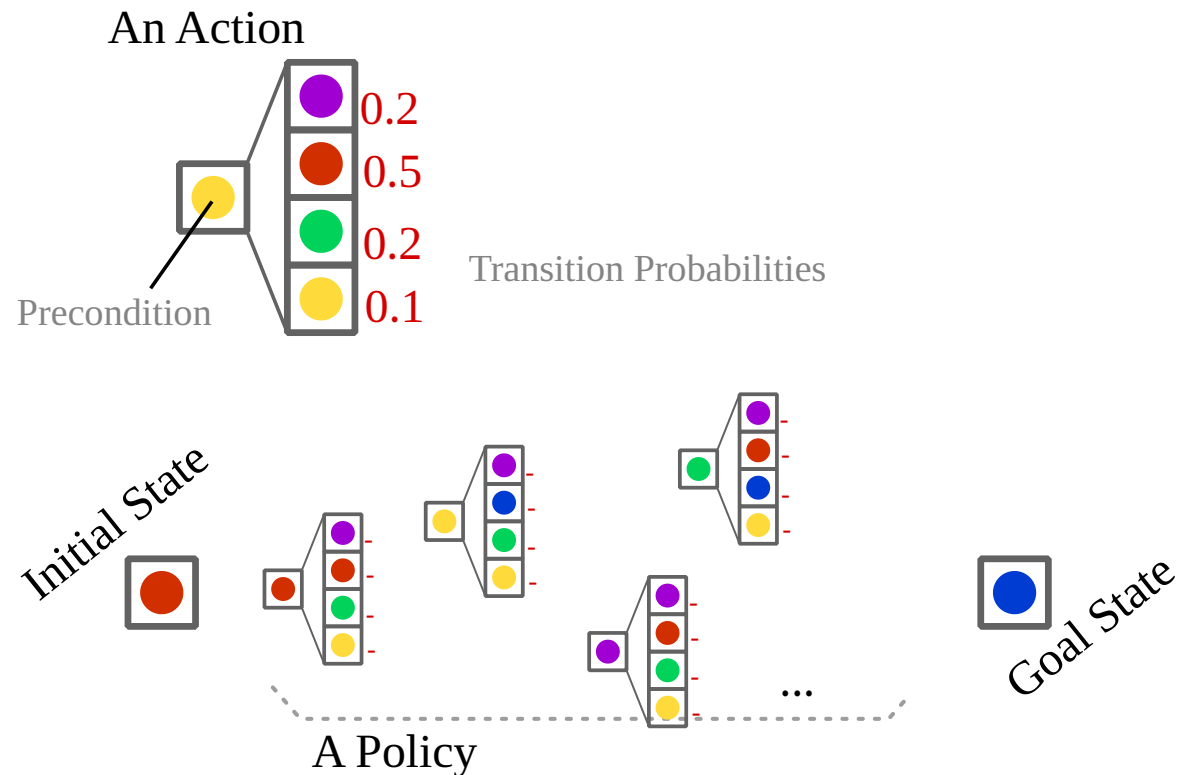 An Action
0.2
0.5
0.2
0.1
Transition Probabilities
Precondition
Initial State
Goal State
...
A Policy